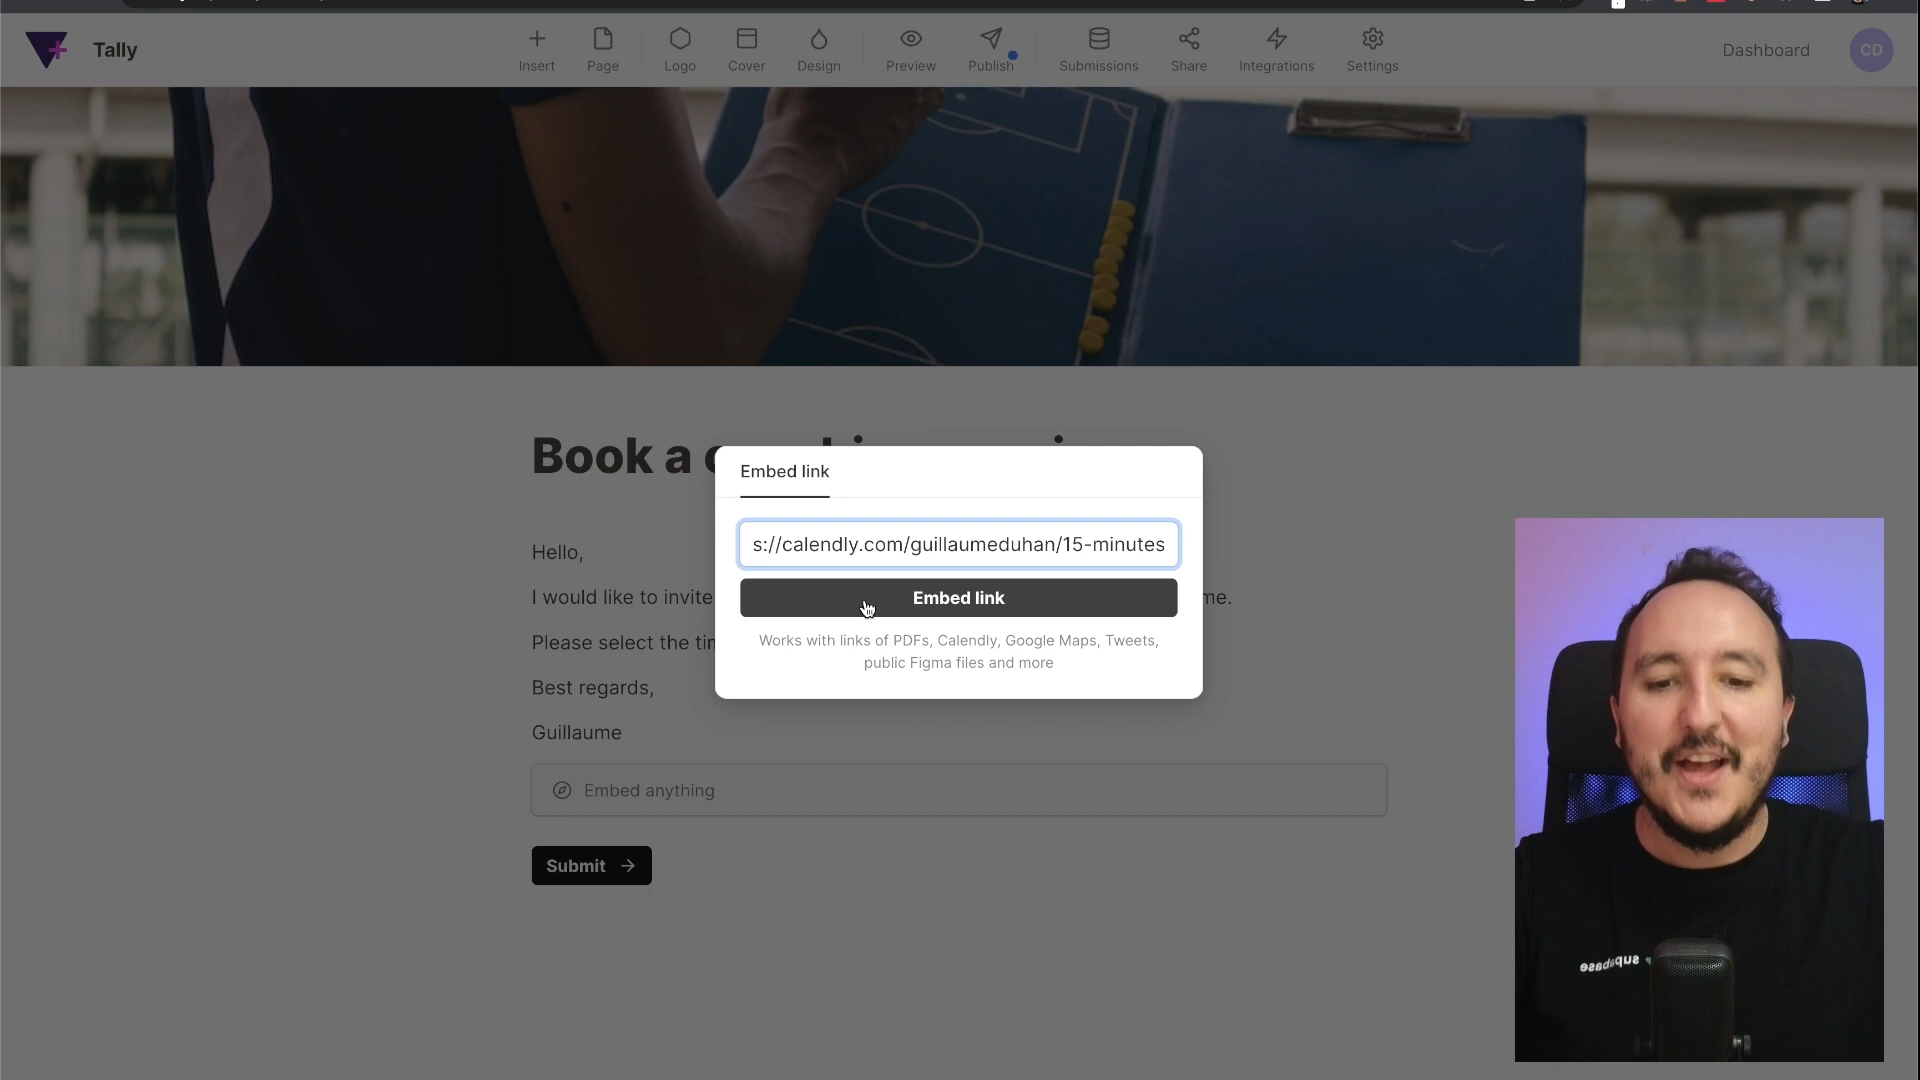 Tally
Insert
Page
Logo
Cover
Design
Preview
Publish
Submissions
Share
Integrations
Settings
Dashboard
CD
Book a
Embed link
s://calendly.com/guillaumeduhan/15-minutes
Embed link
Works with links of PDFs, Calendly, Google Maps, Tweets,
public Figma files and more
Hello,
I would like to invite me.
Please select the
Best regards,
Guillaume
Embed anything
Submit
supabase